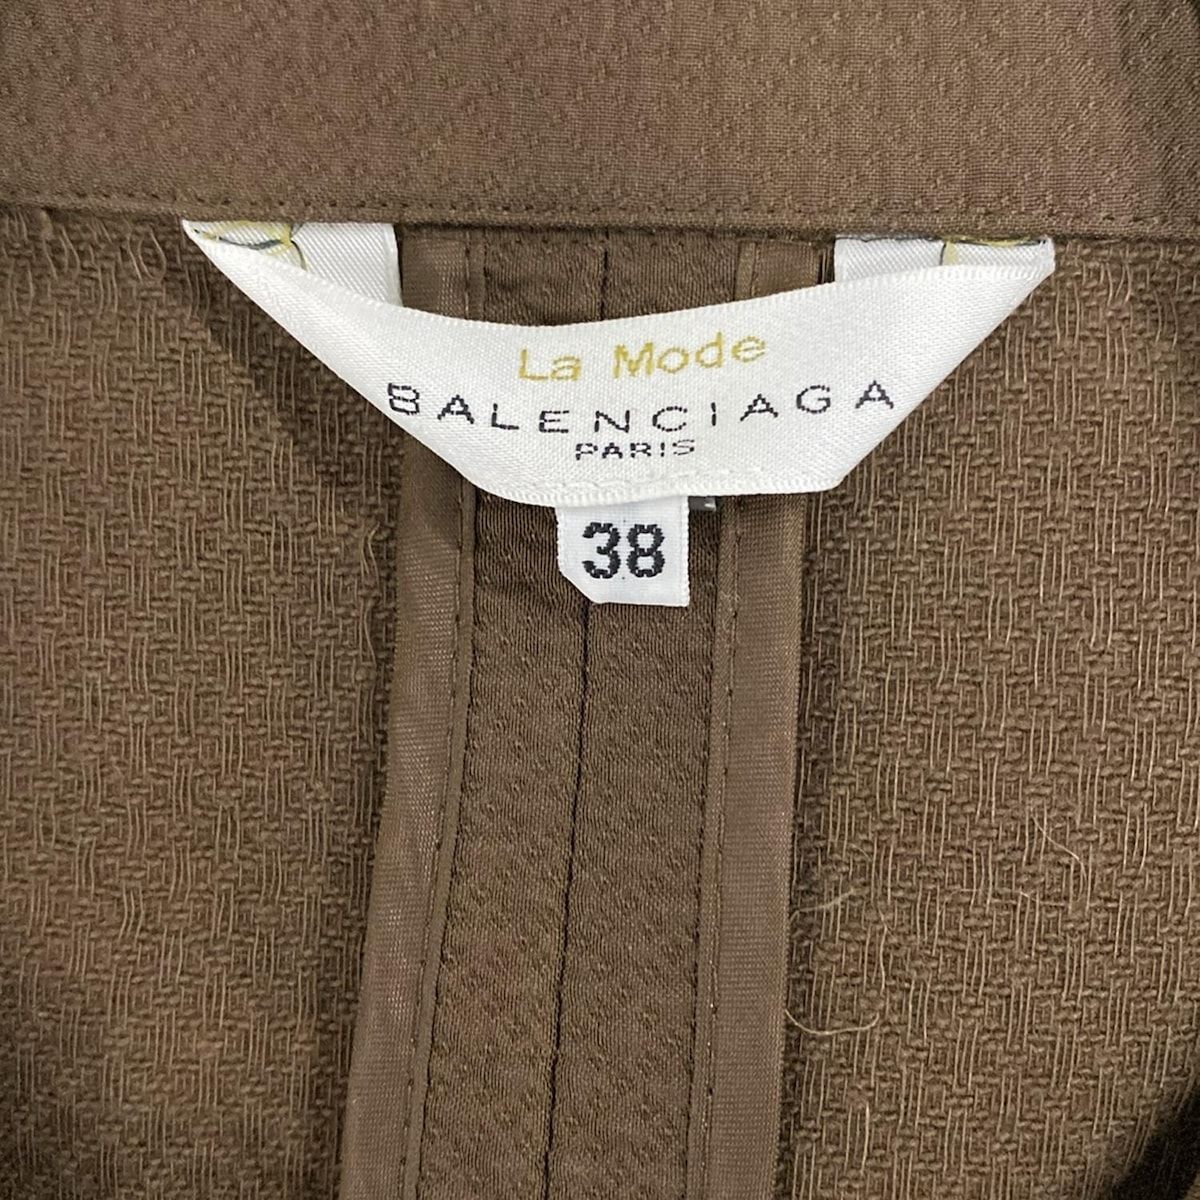 La Mode
BALENCIAGA
PARIS
38